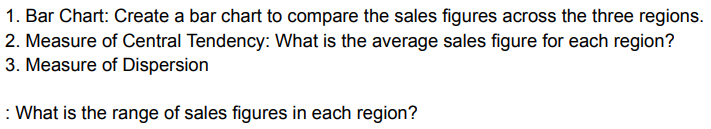 1. Bar Chart: Create a bar chart to compare the sales figures across the three regions.
2. Measure of Central Tendency: What is the average sales figure for each region?
3. Measure of Dispersion
: What is the range of sales figures in each region?